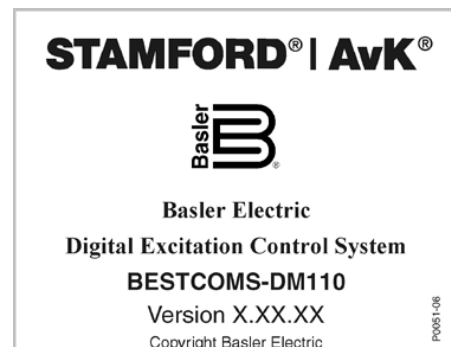 STAMFORD® | AvK®
Basler
®
Basler Electric
Digital Excitation Control System
BESTCOMS-DM110
Version X.XX.XX
Copyright Basler Electric
P0051-06